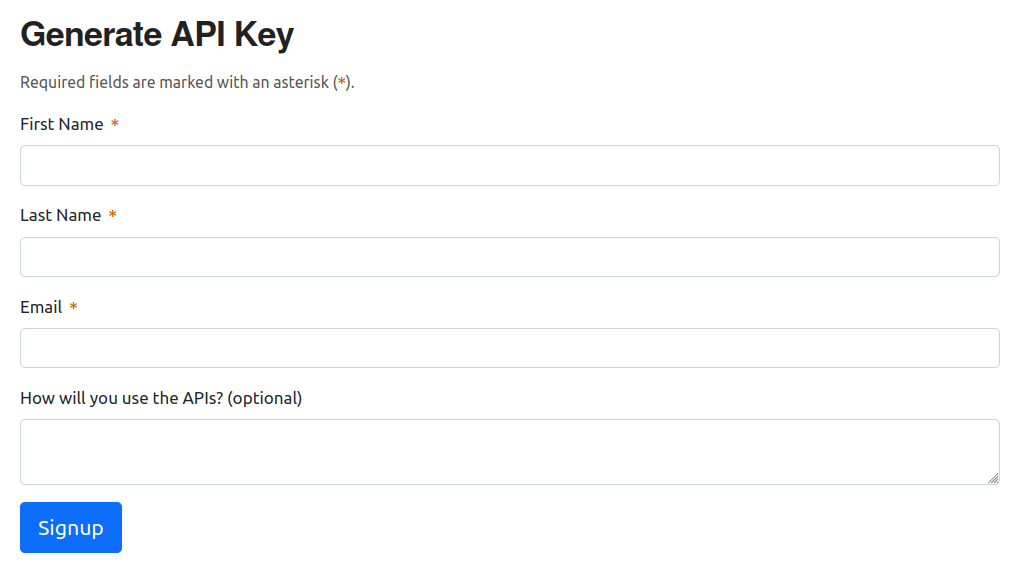 Generate API Key
Required fields are marked with an asterisk (*).
First Name *
Last Name *
Email *
How will you use the APIs? (optional)
Signup